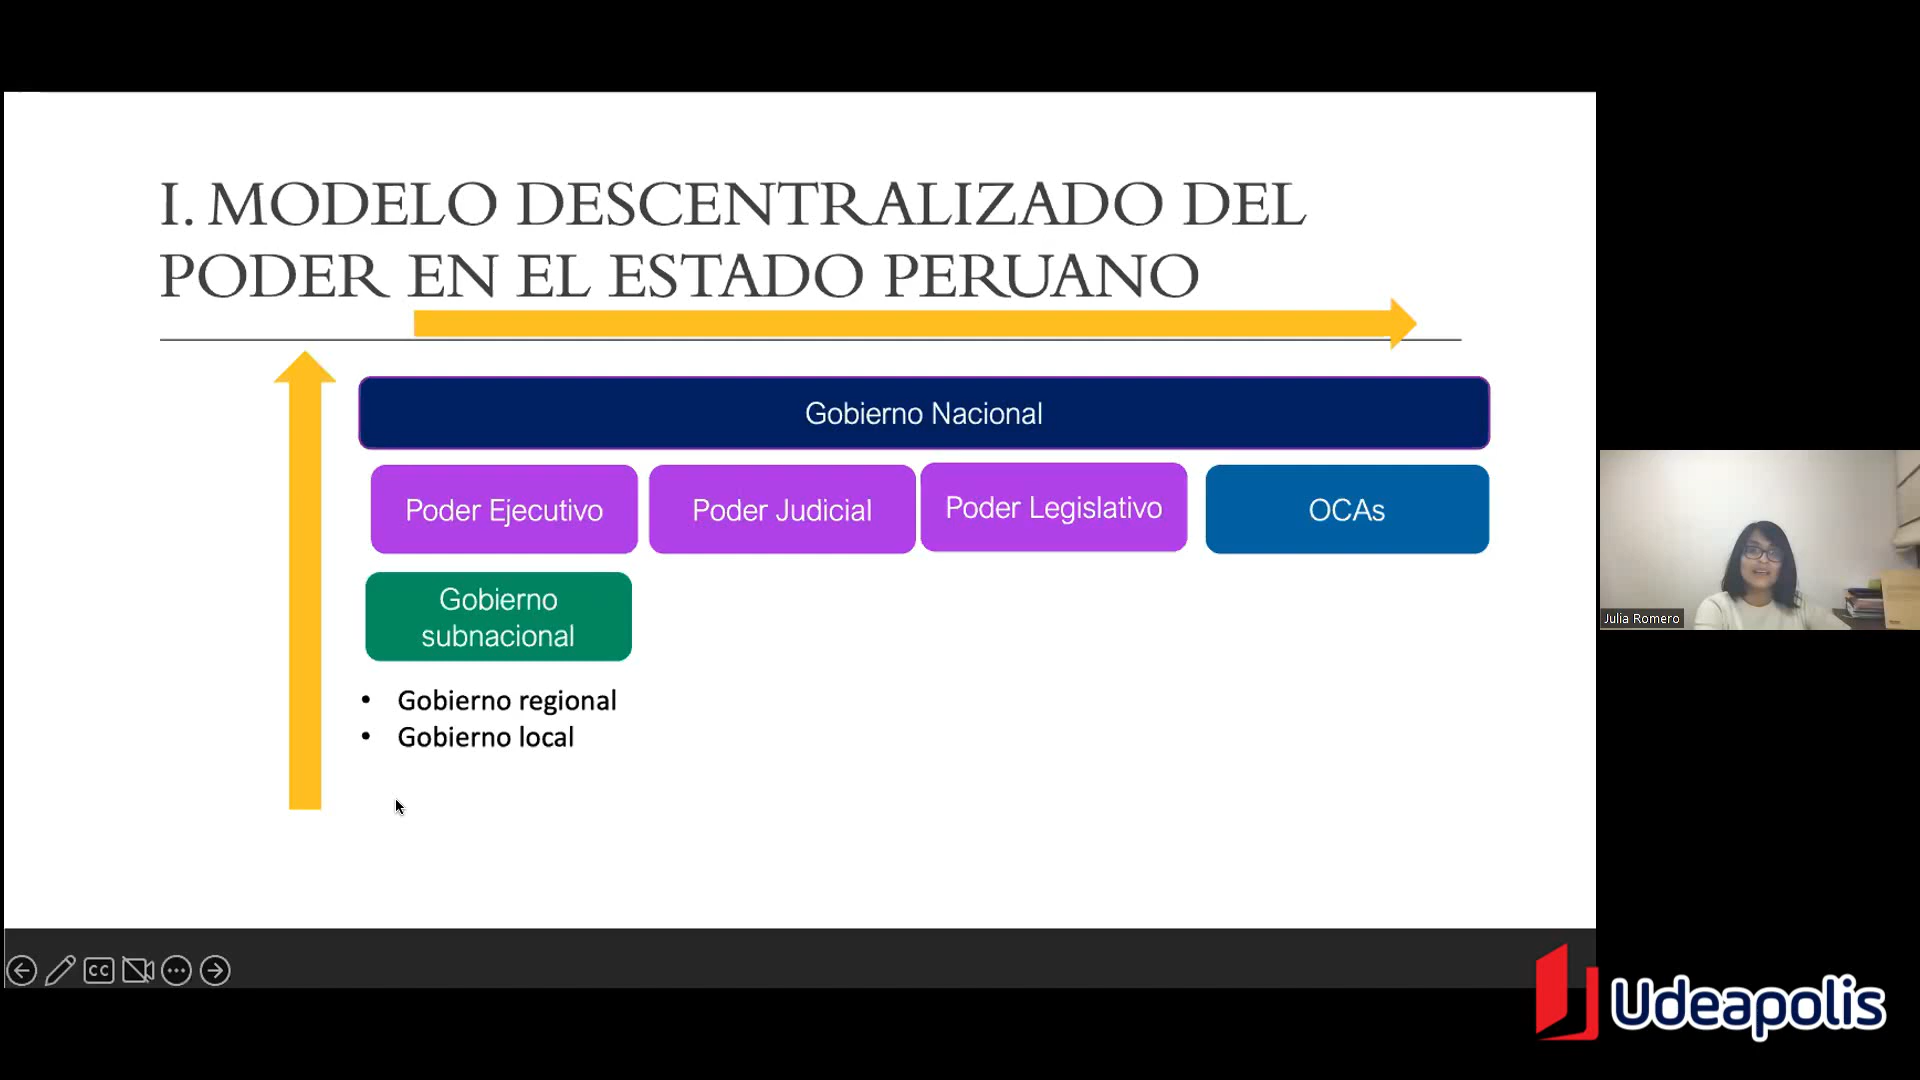 I. MODELO DESCENTRALIZADO DEL
PODER EN EL ESTADO PERUANO
Gobierno Nacional
Poder Ejecutivo
Poder Judicial
Poder Legislativo
OCAs
Gobierno
subnacional
• Gobierno regional
• Gobierno local
Julia Romero
CC
Udeapolis